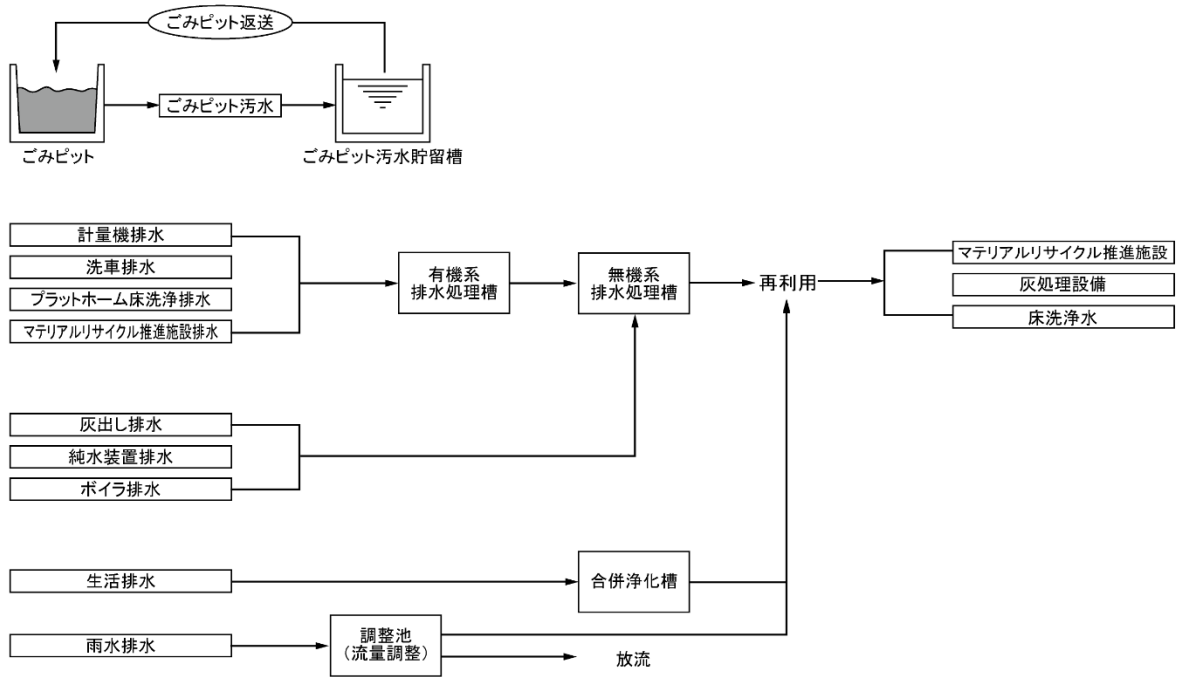 ごみピット返送
ごみピット汚水
ごみピット
ごみピット汚水貯留槽
計量機排水
洗車排水
プラットホーム床洗浄排水
マテリアルリサイクル推進施設排水
有機系
排水処理槽
無機系
排水処理槽
再利用
マテリアルリサイクル推進施設
灰処理設備
床洗浄水
灰出し排水
純水装置排水
ボイラ排水
生活排水
合併浄化槽
雨水排水
調整池
（流量調整）
放流